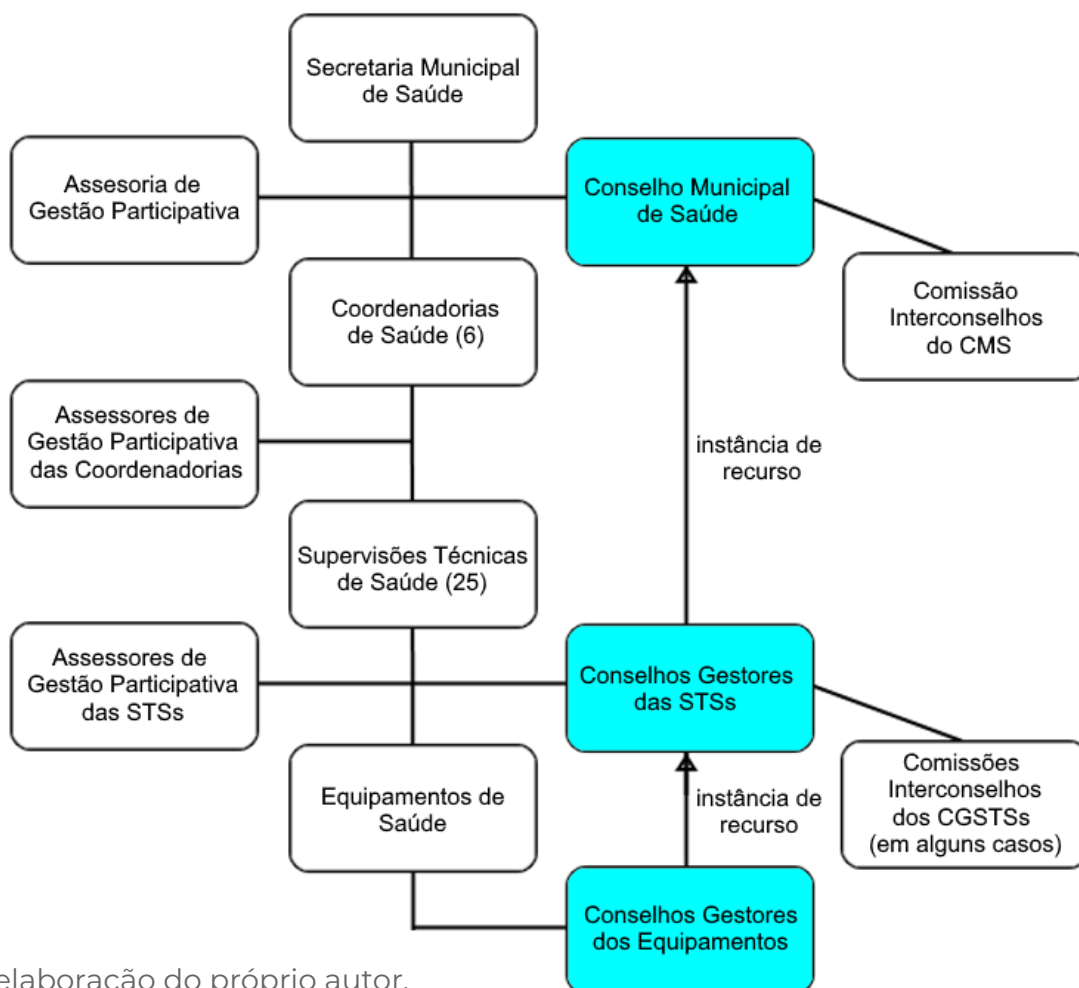 Secretaria Municipal
de Saúde
Assesoria de
Gestão Participativa
Conselho Municipal
de Saúde
Coordenadorias
de Saúde (6)
Comissão
Interconselhos
do CMS
Assessores de
Gestão Participativa
das Coordenadorias
instância de
recurso
Supervisões Técnicas
de Saúde (25)
Assessores de
Gestão Participativa
das STSs
Conselhos Gestores
das STSs
Equipamentos de
Saúde
instância de
recurso
Comissões
Interconselhos
dos CGSTSs
(em alguns casos)
Conselhos Gestores
dos Equipamentos
elaboração do próprio autor.